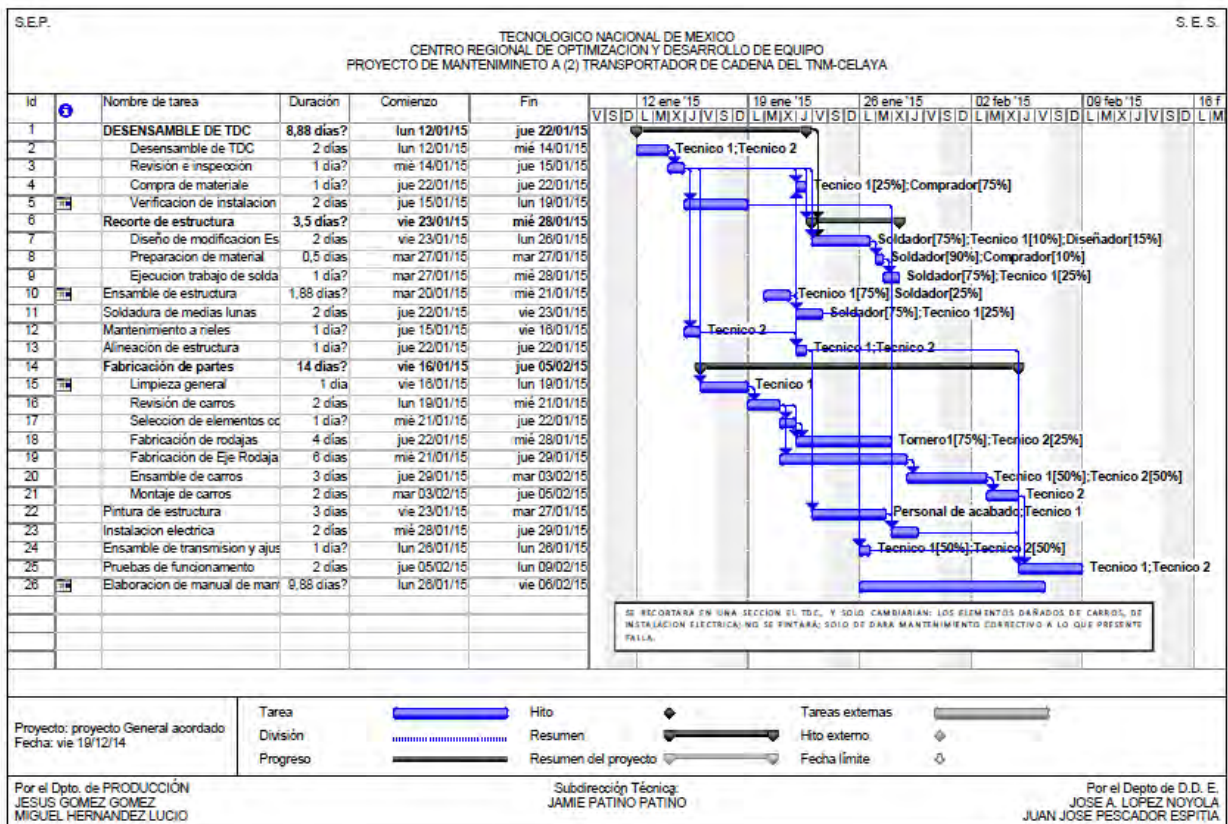 S.E.P.
S. E. S.
TECNOLOGICO NACIONAL DE MEXICO
CENTRO REGIONAL DE OPTIMIZACION Y DESARROLLO DE EQUIPO
PROYECTO DE MANTENIMINETO A (2) TRANSPORTADOR DE CADENA DEL TNM-CELAYA
Id Nombre de tarea Duración Comienzo Fin
12 ene '15 19 ene '15 26 ene '15 02 feb '15 09 feb '15 16 f
V S D L M X J V S D L M X J V S D L M X J V S D L M X J V S D L M X J V S D L M
1 DESENSAMBLE DE TDC 8,88 días? lun 12/01/15 jue 22/01/15
2 Desensamble de TDC 2 días lun 12/01/15 mié 14/01/15 Tecnico 1;Tecnico 2
3 Revisión e inspección 1 día? mié 14/01/15 jue 15/01/15
4 Compra de materiale 1 día? jue 22/01/15 jue 22/01/15 Tecnico 1[25%];Comprador[75%]
5 Verificacion de instalacion 2 días jue 15/01/15 lun 19/01/15
6 Recorte de estructura 3,5 días? vie 23/01/15 mié 28/01/15
7 Diseño de modificacion Es 2 días vie 23/01/15 lun 26/01/15 Soldador[75%];Tecnico 1[10%];Diseñador[15%]
8 Preparacion de material 0,5 días mar 27/01/15 mar 27/01/15 Soldador[90%];Comprador[10%]
9 Ejecucion trabajo de solda 1 día? mar 27/01/15 mié 28/01/15 Soldador[75%];Tecnico 1[25%]
10 Ensamble de estructura 1,88 días? mar 20/01/15 mié 21/01/15 Tecnico 1[75%];Soldador[25%]
11 Soldadura de medias lunas 2 días jue 22/01/15 vie 23/01/15 Soldador[75%];Tecnico 1[25%]
12 Mantenimiento a rieles 1 día? jue 15/01/15 vie 16/01/15 Tecnico 2
13 Alineación de estructura 1 día? jue 22/01/15 jue 22/01/15 Tecnico 1;Tecnico 2
14 Fabricación de partes 14 días? vie 16/01/15 jue 05/02/15
15 Limpieza general 1 día vie 16/01/15 lun 19/01/15 Tecnico 1
16 Revisión de carros 2 días lun 19/01/15 mié 21/01/15
17 Selección de elementos cc 1 día? mié 21/01/15 jue 22/01/15
18 Fabricación de rodajas 4 días jue 22/01/15 mié 28/01/15 Tornero1[75%];Tecnico 2[25%]
19 Fabricación de Eje Rodaja 6 días mié 21/01/15 jue 29/01/15
20 Ensamble de carros 3 días jue 29/01/15 mar 03/02/15 Tecnico 1[50%];Tecnico 2[50%]
21 Montaje de carros 2 días mar 03/02/15 jue 05/02/15 Tecnico 2
22 Pintura de estructura 3 días vie 23/01/15 mar 27/01/15 Personal de acabado;Tecnico 1
23 Instalacion electrica 2 días mié 28/01/15 jue 29/01/15
24 Ensamble de transmision y ajus 1 día? lun 26/01/15 lun 26/01/15 Tecnico 1[50%];Tecnico 2[50%]
25 Pruebas de funcionamento 2 días jue 05/02/15 lun 09/02/15 Tecnico 1;Tecnico 2
26 Elaboracion de manual de mant 9,88 días? lun 26/01/15 vie 06/02/15
SE RECORTARA EN UNA SECCION EL TDC, Y SOLO CAMBIARIAN: LOS ELEMENTOS DAÑADOS DE CARROS, DE
INSTALACION ELECTRICA; NO SE PINTARÁ; SOLO DE DARA MANTENIMIENTO CORRECTIVO A LO QUE PRESENTE
FALLA.
Proyecto: proyecto General acordado
Fecha: vie 19/12/14
Tarea Hito Tareas externas
División Resumen Hito externo
Progreso Resumen del proyecto Fecha límite
Por el Dpto. de PRODUCCIÓN
JESUS GOMEZ GOMEZ
MIGUEL HERNANDEZ LUCIO
Subdirección Técnica:
JAMIE PATINO PATINO
Por el Depto de D.D. E.
JOSE A. LOPEZ NOYOLA
JUAN JOSE PESCADOR ESPITIA